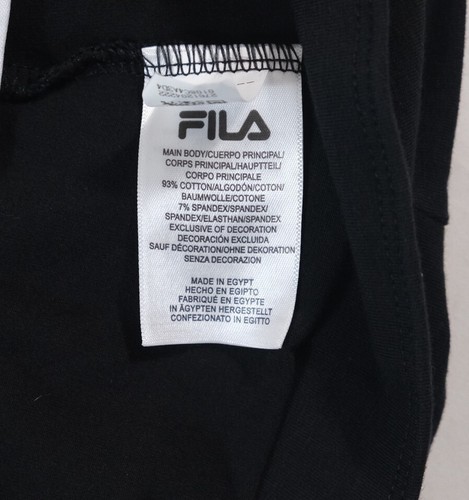 FILA
MAIN BODY/CUERPO PRINCIPAL/
CORPS PRINCIPAL/HAUPTTEIL/
CORPO PRINCIPALE
93% COTTON/ALGODÓN/COTON/
BAUMWOLLE/COTONE
7% SPANDEX/SPANDEX/
SPANDEX/ELASTHAN/SPANDEX
EXCLUSIVE OF DECORATION
DECORACIÓN EXCLUIDA
SAUF DÉCORATION/OHNE DEKORATION
SENZA DECORAZION
MADE IN EGYPT
HECHO EN EGIPTO
FABRIQUÉ EN EGYPTE
IN ÄGYPTEN HERGESTELLT
CONFEZIONATO IN EGITTO